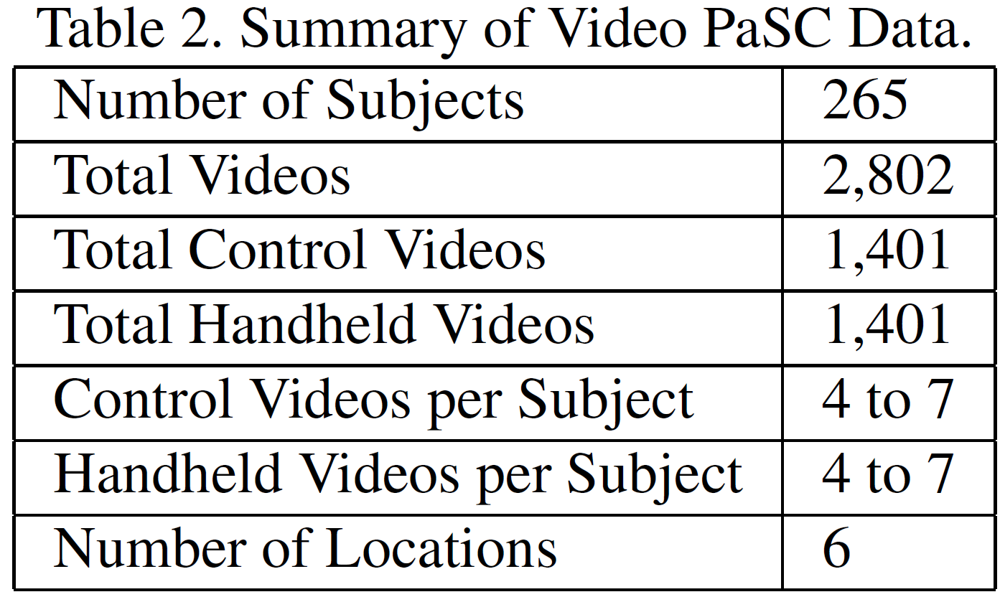 Table 2. Summary of Video PaSC Data.
Number of Subjects 265
Total Videos 2,802
Total Control Videos 1,401
Total Handheld Videos 1,401
Control Videos per Subject 4 to 7
Handheld Videos per Subject 4 to 7
Number of Locations 6